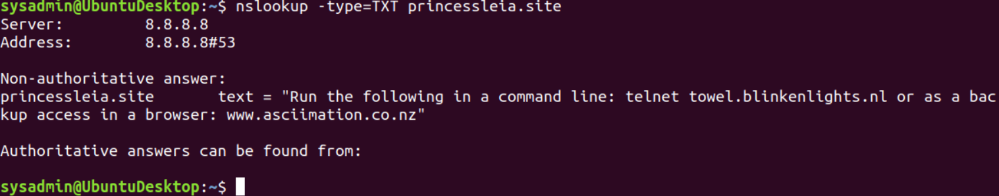 sysadmin@UbuntuDesktop:~$ nslookup -type=TXT princessleia.site
Server:         8.8.8.8
Address:        8.8.8.8#53
Non-authoritative answer:
princessleia.site       text = "Run the following in a command line: telnet towel.blinkenlights.nl or as a bac
kup access in a browser: www.asciimation.co.nz"
Authoritative answers can be found from:
sysadmin@UbuntuDesktop:~$